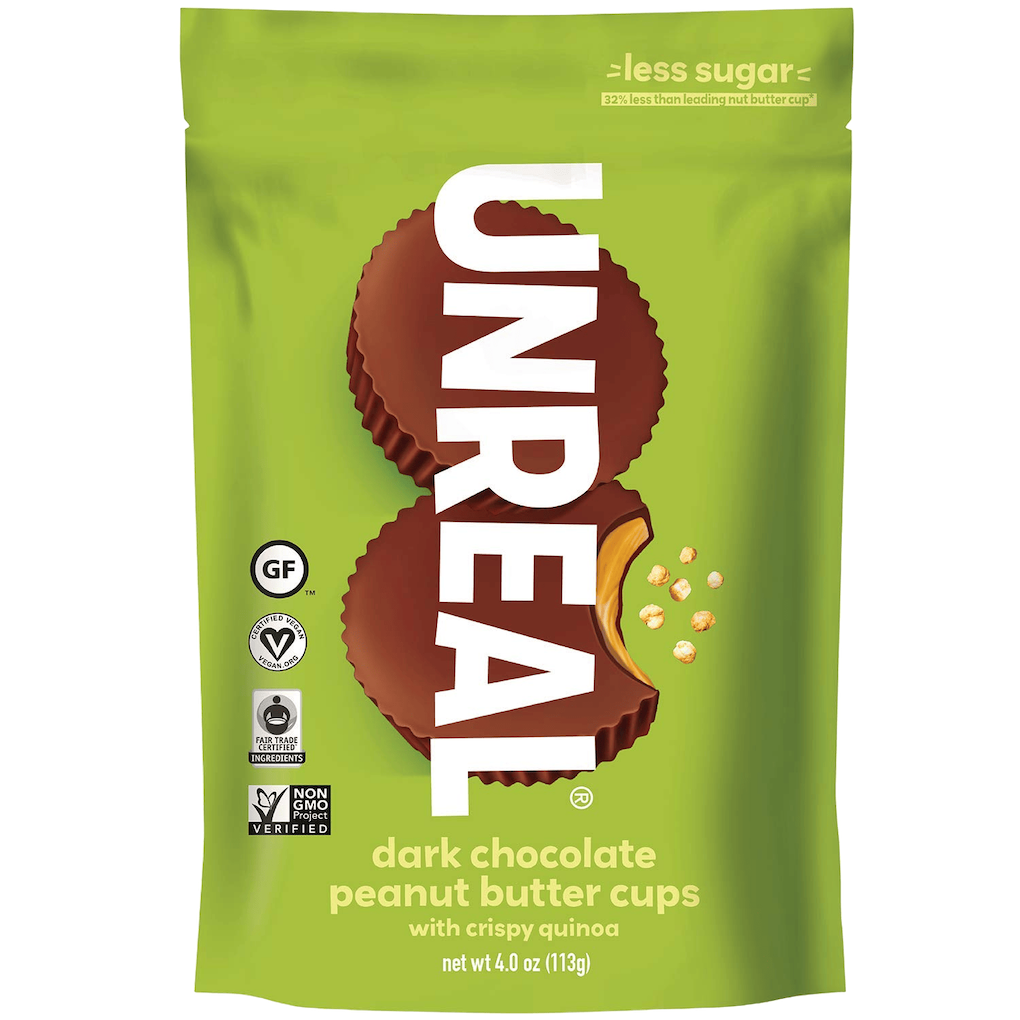 less sugar
32% less than leading nut butter cup*
UNREAL®
GF™
CERTIFIED VEGAN
VEGAN.ORG
FAIR TRADE
CERTIFIED
INGREDIENTS
NON
GMO
Project
VERIFIED
dark chocolate
peanut butter cups
with crispy quinoa
net wt 4.0 oz (113g)